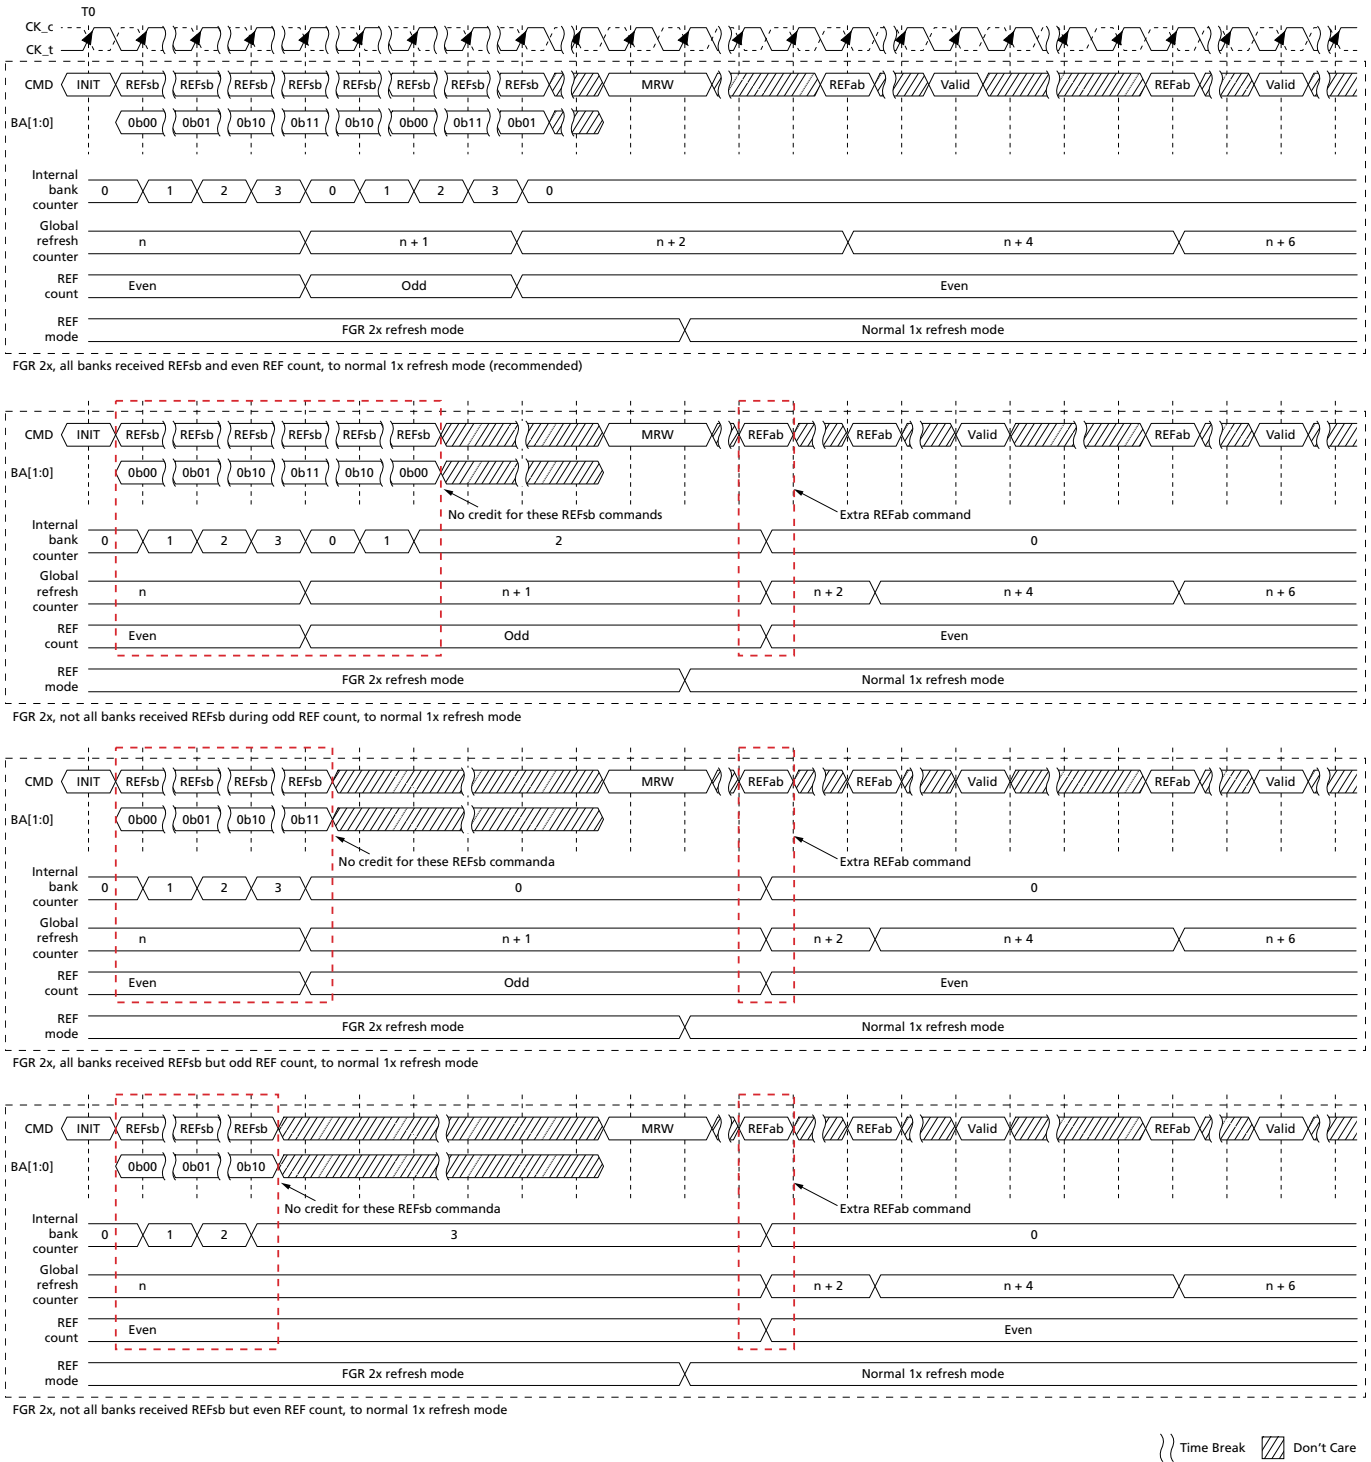 T0
CK_c
CK_t
CMD INIT REFsb REFsb REFsb REFsb REFsb REFsb REFsb REFsb MRW REFab Valid REFab Valid
BA[1:0] 0b00 0b01 0b10 0b11 0b10 0b00 0b11 0b01
Internal
bank
counter
0 1 2 3 0 1 2 3 0
Global
refresh
counter
n n + 1 n + 2 n + 4 n + 6
REF
count
Even Odd Even
REF
mode
FGR 2x refresh mode Normal 1x refresh mode
FGR 2x, all banks received REFsb and even REF count, to normal 1x refresh mode (recommended)
CMD INIT REFsb REFsb REFsb REFsb REFsb REFsb MRW REFab REFab Valid REFab Valid
BA[1:0] 0b00 0b01 0b10 0b11 0b10 0b00
No credit for these REFsb commands Extra REFab command
Internal
bank
counter
0 1 2 3 0 1 2 0
Global
refresh
counter
n n + 1 n + 2 n + 4 n + 6
REF
count
Even Odd Even
REF
mode
FGR 2x refresh mode Normal 1x refresh mode
FGR 2x, not all banks received REFsb during odd REF count, to normal 1x refresh mode
CMD INIT REFsb REFsb REFsb REFsb MRW REFab REFab Valid REFab Valid
BA[1:0] 0b00 0b01 0b10 0b11
No credit for these REFsb commanda Extra REFab command
Internal
bank
counter
0 1 2 3 0 0
Global
refresh
counter
n n + 1 n + 2 n + 4 n + 6
REF
count
Even Odd Even
REF
mode
FGR 2x refresh mode Normal 1x refresh mode
FGR 2x, all banks received REFsb but odd REF count, to normal 1x refresh mode
CMD INIT REFsb REFsb REFsb MRW REFab REFab Valid REFab Valid
BA[1:0] 0b00 0b01 0b10
No credit for these REFsb commanda Extra REFab command
Internal
bank
counter
0 1 2 3 0
Global
refresh
counter
n n + 2 n + 4 n + 6
REF
count
Even Even
REF
mode
FGR 2x refresh mode Normal 1x refresh mode
FGR 2x, not all banks received REFsb but even REF count, to normal 1x refresh mode
Time Break Don't Care